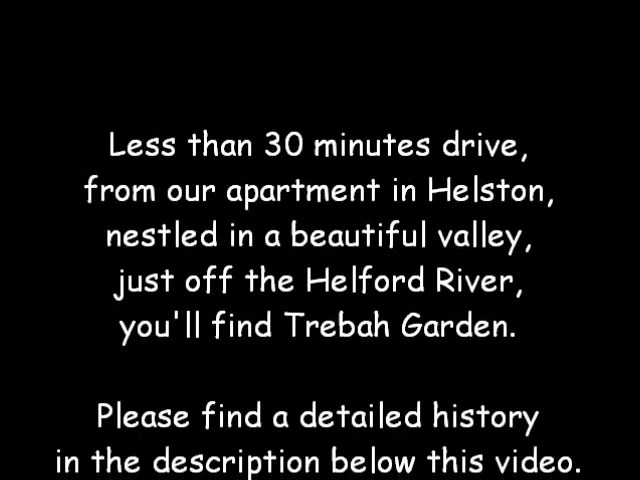 Less than 30 minutes drive,
from our apartment in Helston,
nestled in a beautiful valley,
just off the Helford River,
you'll find Trebah Garden.
Please find a detailed history
in the description below this video.